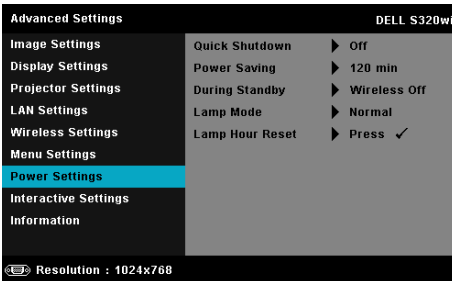 Advanced Settings DELL S320wi
Image Settings Quick Shutdown Off
Display Settings Power Saving 120 min
Projector Settings During Standby Wireless Off
LAN Settings Lamp Mode Normal
Wireless Settings Lamp Hour Reset Press ✓
Menu Settings
Power Settings
Interactive Settings
Information
Resolution : 1024x768